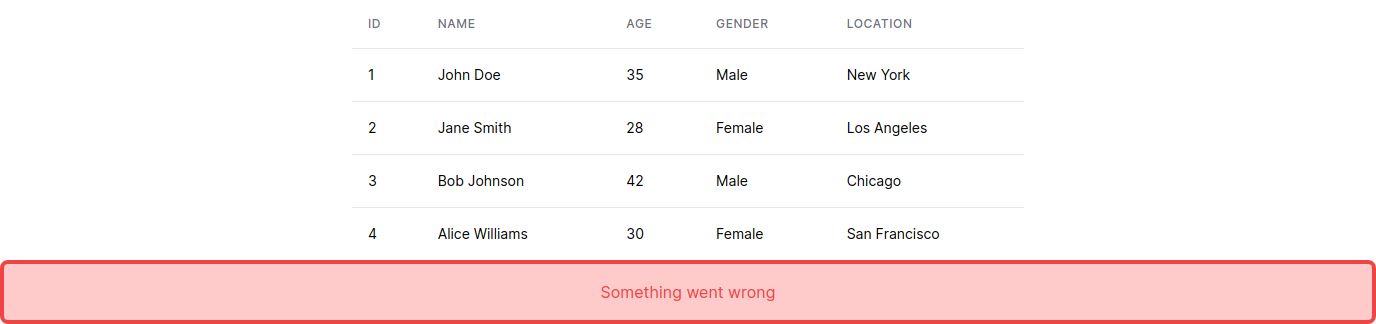 ID NAME AGE GENDER LOCATION
1 John Doe 35 Male New York
2 Jane Smith 28 Female Los Angeles
3 Bob Johnson 42 Male Chicago
4 Alice Williams 30 Female San Francisco
Something went wrong